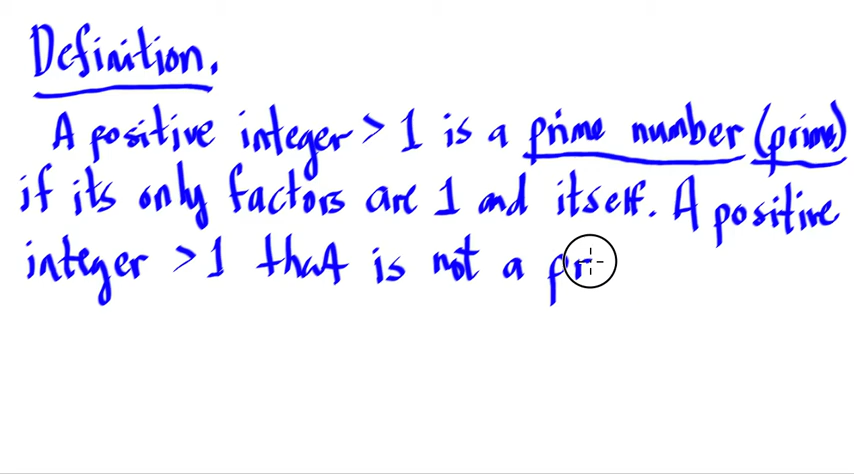 Definition.
A positive integer > 1 is a prime number (prime)
if its only factors are 1 and itself. A positive
integer > 1 that is not a pr